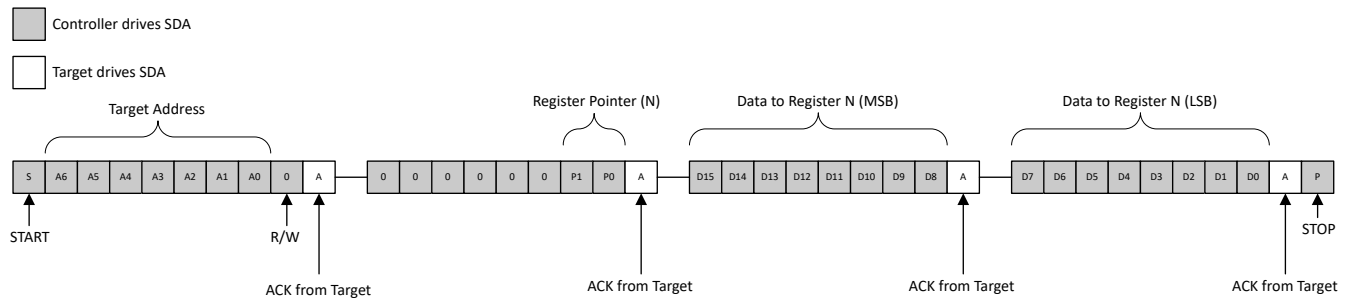 Controller drives SDA
Target drives SDA
Target Address
Register Pointer (N)
Data to Register N (MSB)
Data to Register N (LSB)
S A6 A5 A4 A3 A2 A1 A0 0 A 0 0 0 0 0 0 P1 P0 A D15 D14 D13 D12 D11 D10 D9 D8 A D7 D6 D5 D4 D3 D2 D1 D0 A P
START
R/W
STOP
ACK from Target
ACK from Target
ACK from Target
ACK from Target